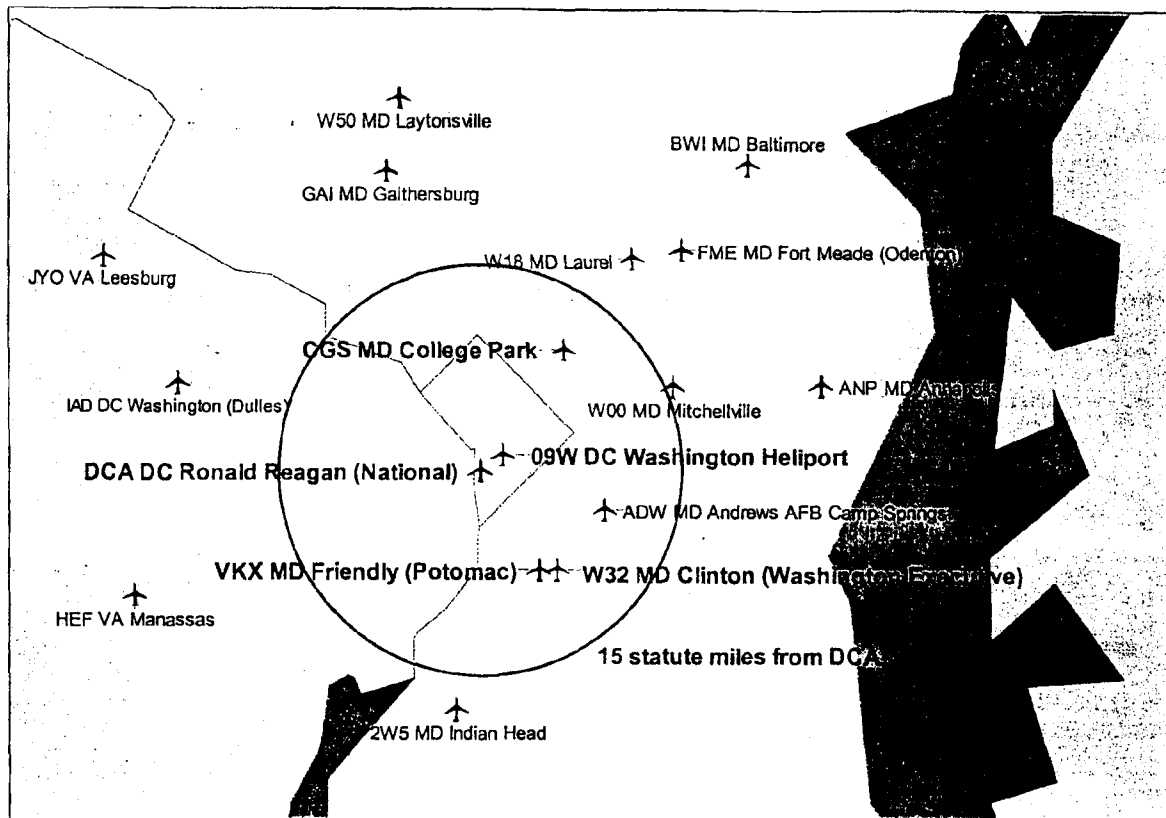 W50 MD Laytonsville
BWI MD Baltimore
GAI MD Gaithersburg
W18 MD Laurel
FME MD Fort Meade (Odenton)
JYO VA Leesburg
CGS MD College Park
IAD DC Washington (Dulles)
W00 MD Mitchellville
ANP MD Annapolis
09W DC Washington Heliport
DCA DC Ronald Reagan (National)
ADW MD Andrews AFB Camp Springs
VKX MD Friendly (Potomac)
W32 MD Clinton (Washington Executive)
HEF VA Manassas
15 statute miles from DCA
2W5 MD Indian Head